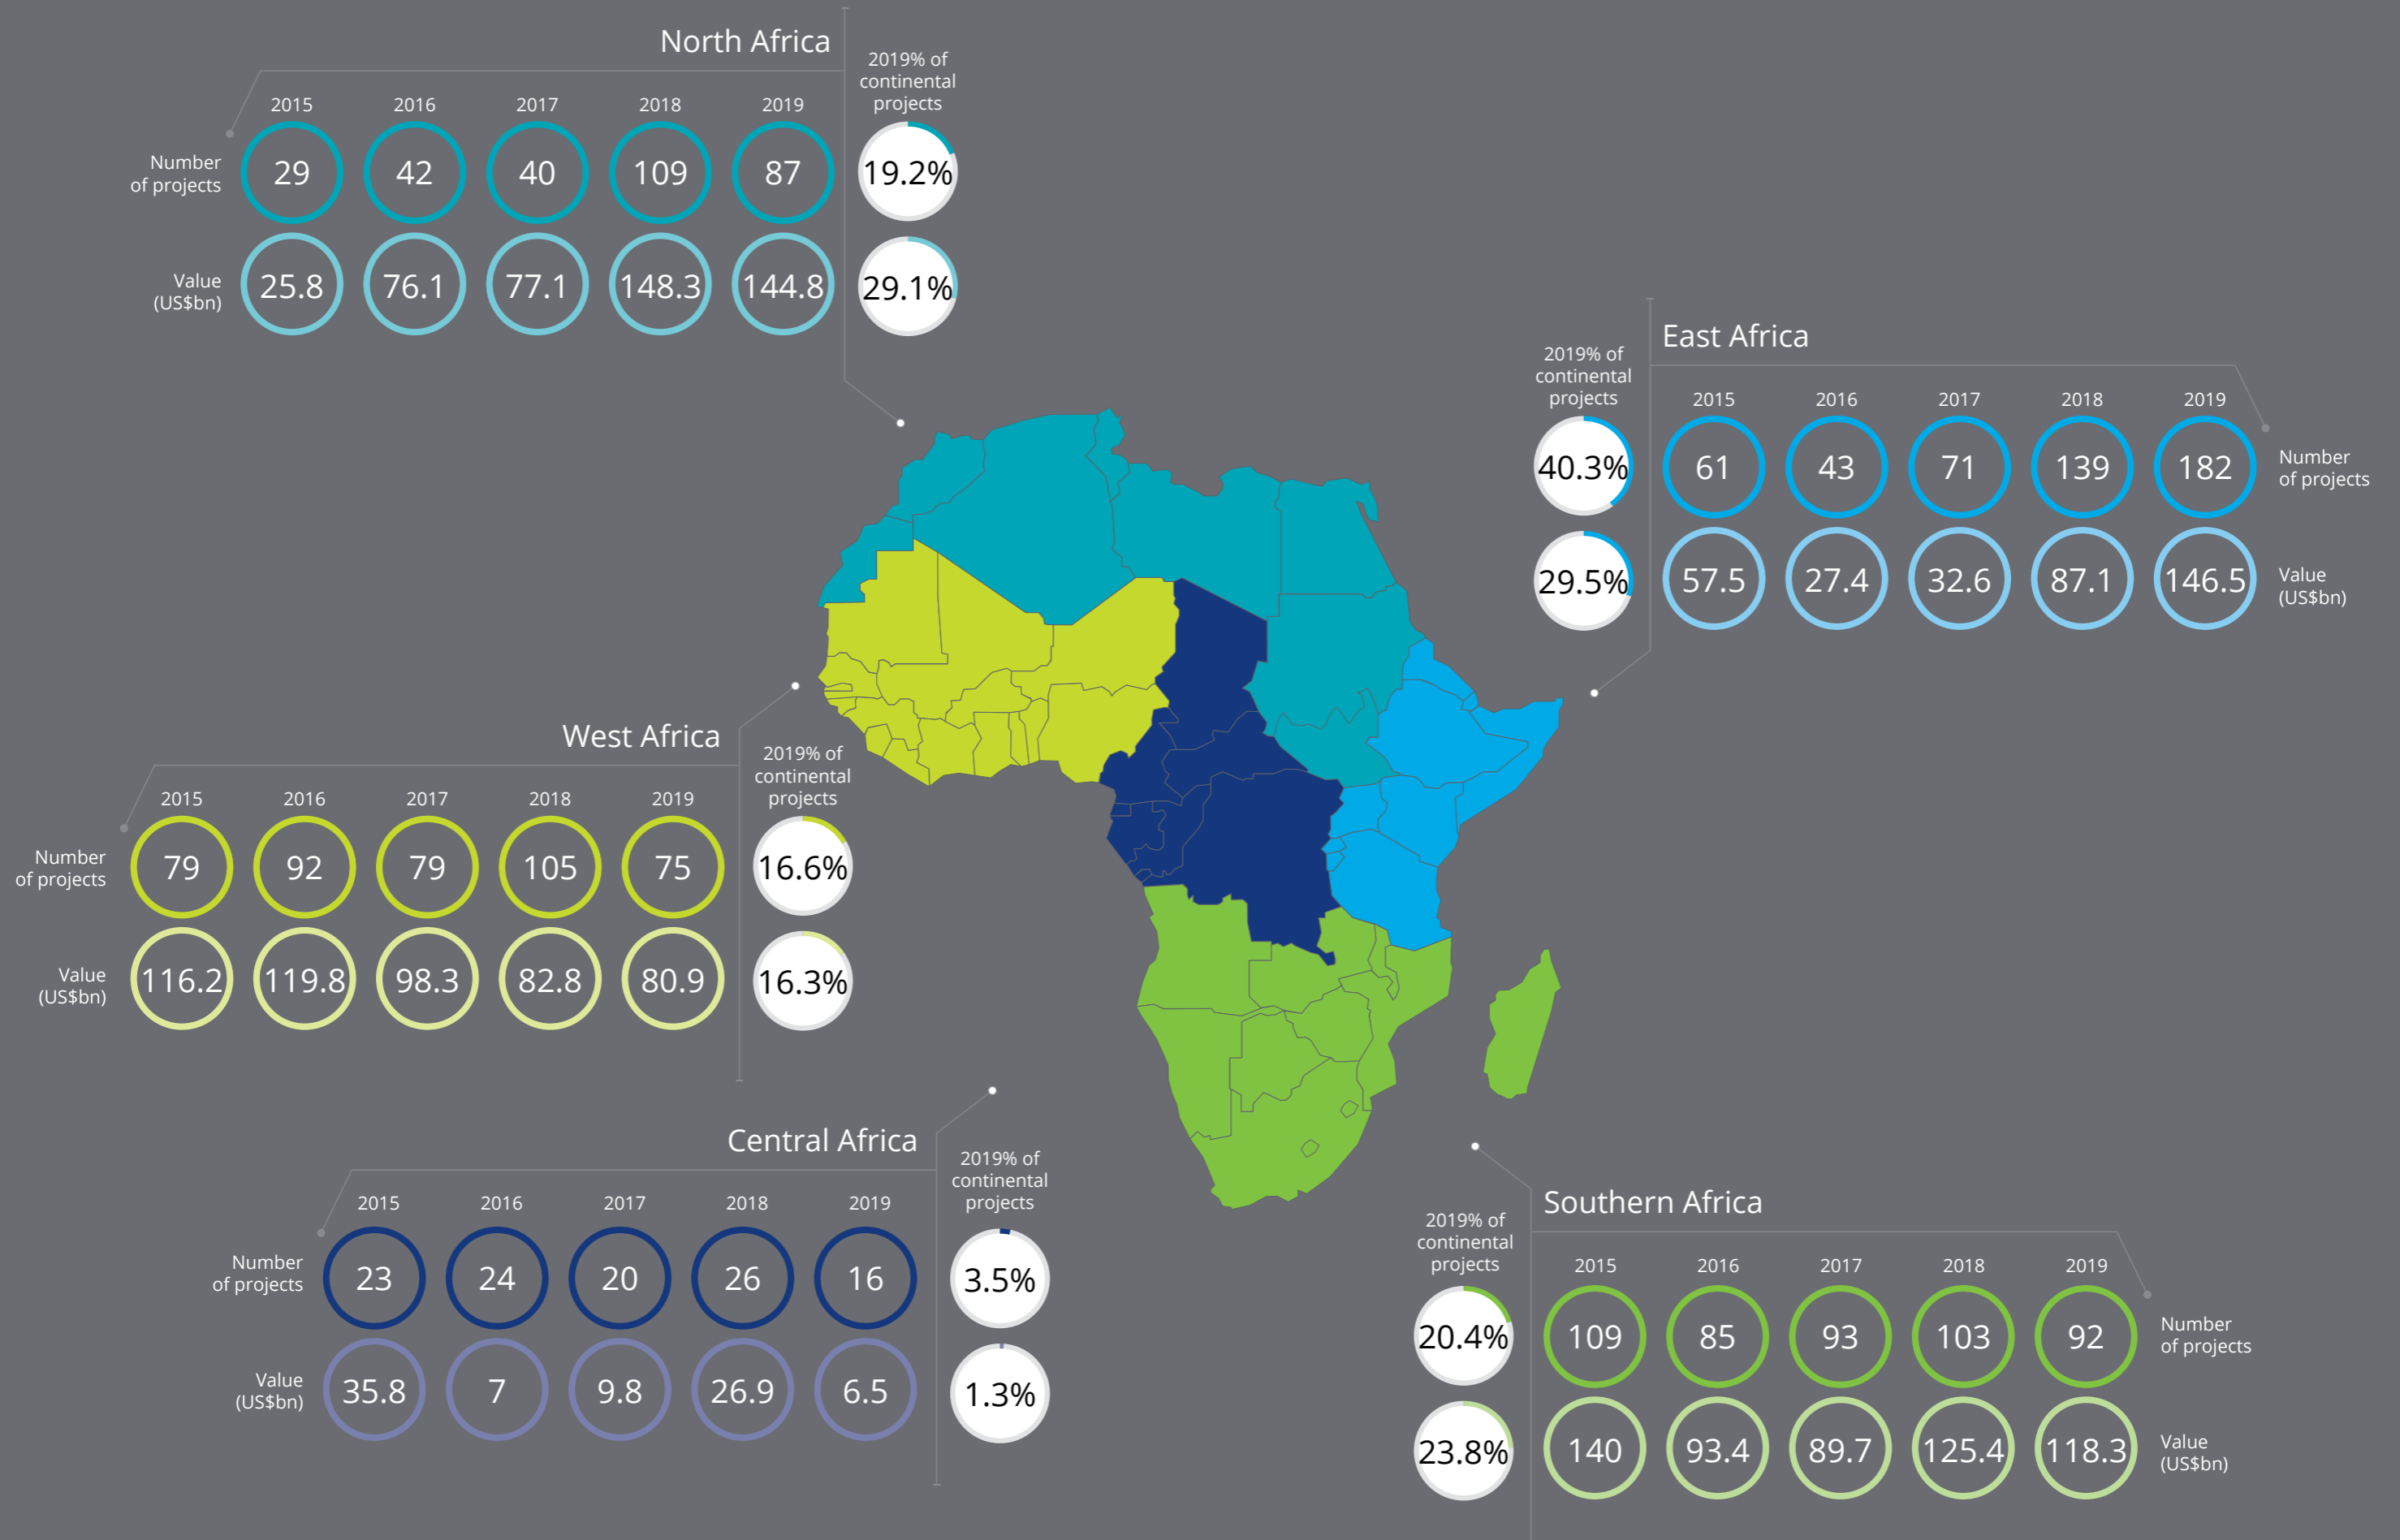 North Africa
2019% of
continental
projects
2015 2016 2017 2018 2019
Number
of projects
29 42 40 109 87 19.2%
Value
(US$bn)
25.8 76.1 77.1 148.3 144.8 29.1%
East Africa
2019% of
continental
projects
2015 2016 2017 2018 2019
40.3% 61 43 71 139 182
Number
of projects
29.5% 57.5 27.4 32.6 87.1 146.5
Value
(US$bn)
West Africa
2019% of
continental
projects
2015 2016 2017 2018 2019
Number
of projects
79 92 79 105 75 16.6%
Value
(US$bn)
116.2 119.8 98.3 82.8 80.9 16.3%
Central Africa
2019% of
continental
projects
2015 2016 2017 2018 2019
Number
of projects
23 24 20 26 16 3.5%
Value
(US$bn)
35.8 7 9.8 26.9 6.5 1.3%
Southern Africa
2019% of
continental
projects
2015 2016 2017 2018 2019
20.4% 109 85 93 103 92
Number
of projects
23.8% 140 93.4 89.7 125.4 118.3
Value
(US$bn)